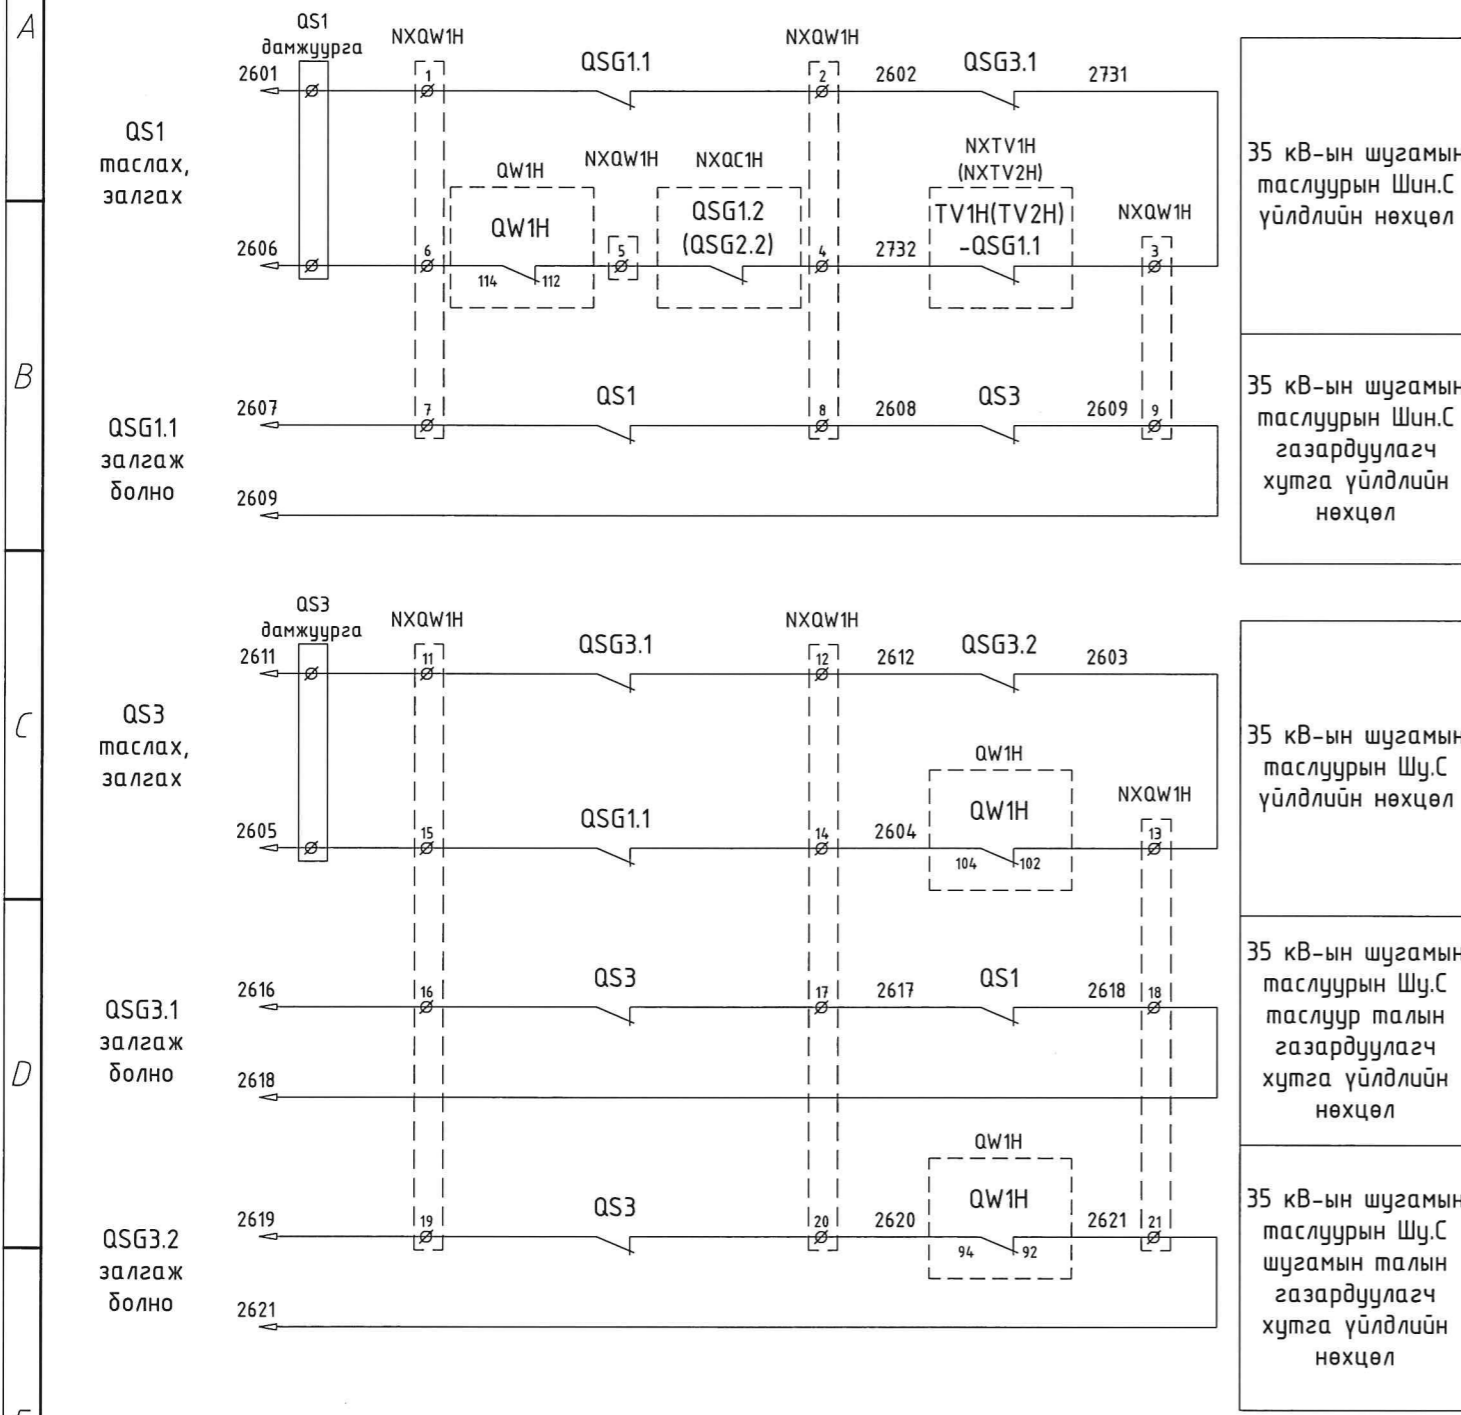 A
B
C
D
QS1
дамжуурга
NXQW1H
NXQW1H
2601
1
QSG1.1
2
2602
QSG3.1
2731
QS1
таслах,
залгах
QW1H
NXQW1H
NXQC1H
NXTV1H
(NXTV2H)
NXQW1H
2606
6
QW1H
114
112
5
QSG1.2
(QSG2.2)
4
2732
TV1H(TV2H)
-QSG1.1
3
35 кВ-ын шугамын
таслуурын Шин.С
үйлдлийн нөхцөл
QSG1.1
залгаж
болно
2607
7
QS1
8
2608
QS3
2609
9
2609
35 кВ-ын шугамын
таслуурын Шин.С
газардуулагч
хутга үйлдлийн
нөхцөл
QS3
дамжуурга
NXQW1H
NXQW1H
2611
11
QSG3.1
12
2612
QSG3.2
2603
QS3
таслах,
залгах
QW1H
NXQW1H
2605
15
QSG1.1
14
2604
QW1H
104
102
13
35 кВ-ын шугамын
таслуурын Шу.С
үйлдлийн нөхцөл
QSG3.1
залгаж
болно
2616
16
QS3
17
2617
QS1
2618
18
2618
35 кВ-ын шугамын
таслуурын Шу.С
таслуур талын
газардуулагч
хутга үйлдлийн
нөхцөл
QSG3.2
залгаж
болно
QW1H
2619
19
QS3
20
2620
QW1H
94
92
2621
21
2621
35 кВ-ын шугамын
таслуурын Шу.С
шугамын талын
газардуулагч
хутга үйлдлийн
нөхцөл